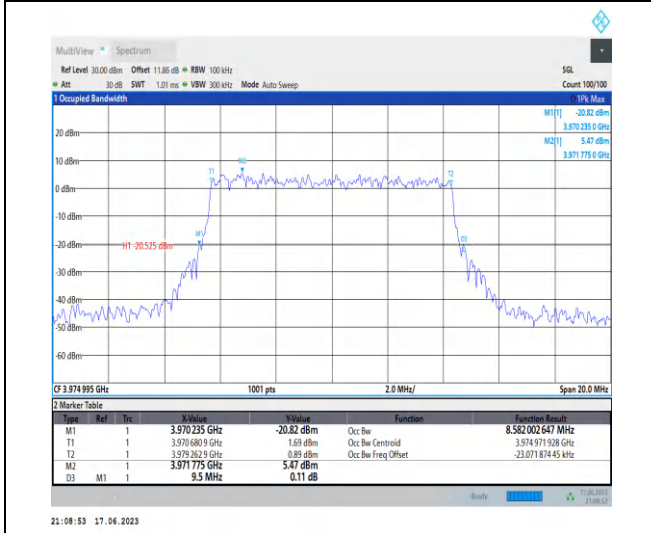 MultiView Spectrum
Ref Level 30.00 dBm Offset 11.86 dB RBW 100 kHz SGL
Att 30 dB SWT 1.01 ms VBW 300 kHz Mode Auto Sweep Count 100/100
1 Occupied Bandwidth 1Pk Max
M1[1] -20.82 dBm
3.970 235 0 GHz
M2[1] 5.47 dBm
3.971 775 0 GHz
20 dBm
10 dBm
M2
T1 T2
0 dBm
-10 dBm
M1
D3
-20 dBm
H1 -20.525 dBm
-30 dBm
-40 dBm
-50 dBm
-60 dBm
CF 3.974 995 GHz 1001 pts 2.0 MHz/ Span 20.0 MHz
2 Marker Table
Type Ref Trc X-Value Y-Value Function Function Result
M1 1 3.970 235 GHz -20.82 dBm Occ Bw 8.582 002 647 MHz
T1 1 3.970 680 9 GHz 1.69 dBm Occ Bw Centroid 3.974 971 928 GHz
T2 1 3.979 262 9 GHz 0.89 dBm Occ Bw Freq Offset -23.071 874 45 kHz
M2 1 3.971 775 GHz 5.47 dBm
D3 M1 1 9.5 MHz 0.11 dB
Ready 17.06.2023
21:08:52
21:08:53 17.06.2023